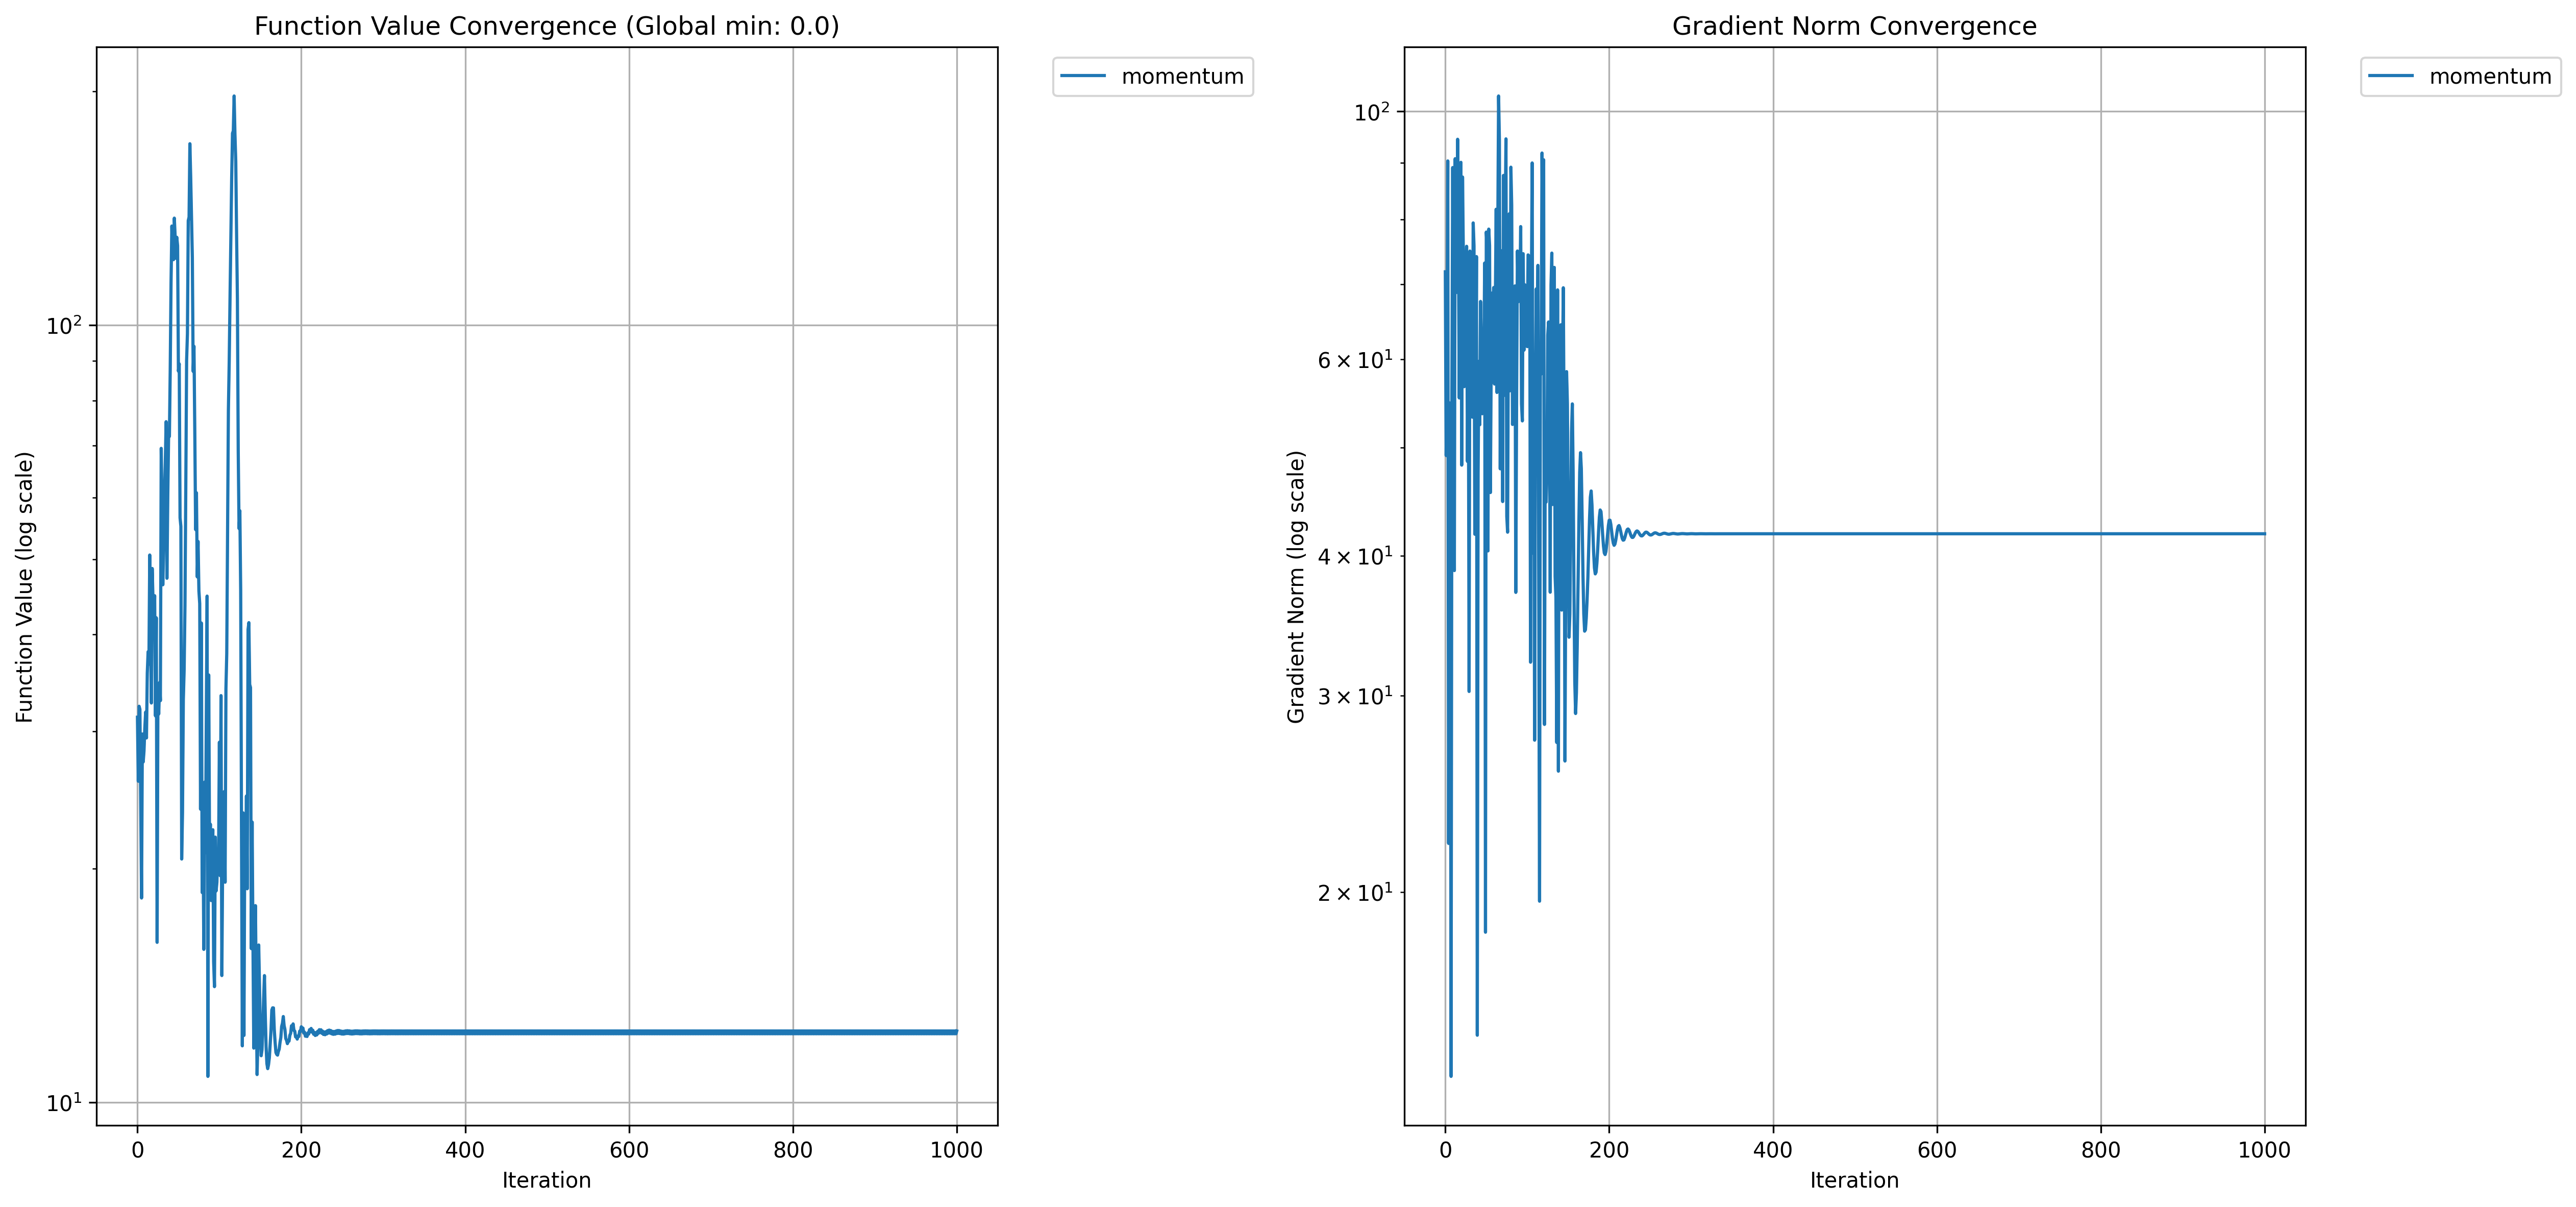 Function Value Convergence (Global min: 0.0)
momentum
Function Value (log scale)
10²
10¹
0 200 400 600 800 1000
Iteration
Gradient Norm Convergence
momentum
Gradient Norm (log scale)
10²
6 × 10¹
4 × 10¹
3 × 10¹
2 × 10¹
0 200 400 600 800 1000
Iteration